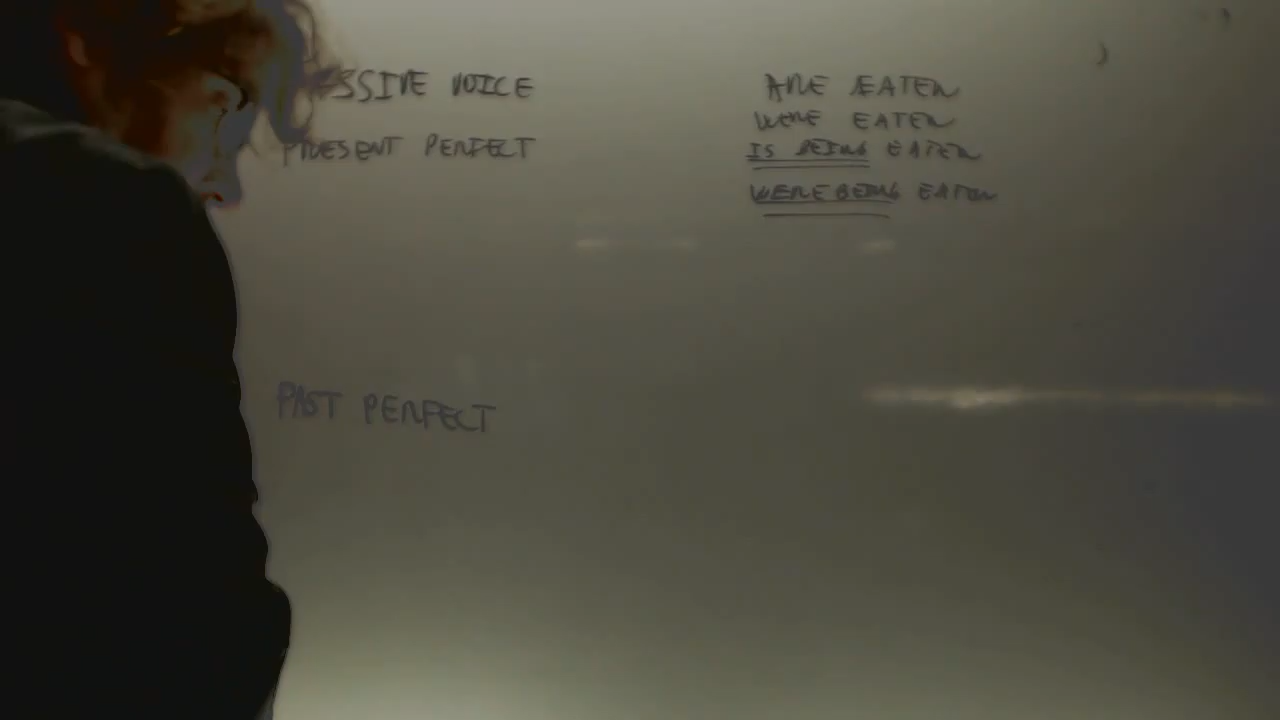 SSIVE VOICE
PRESENT PERFECT
PAST PERFECT
ARE EATEN
WERE EATEN
IS BEING EATEN
WERE BEING EATEN